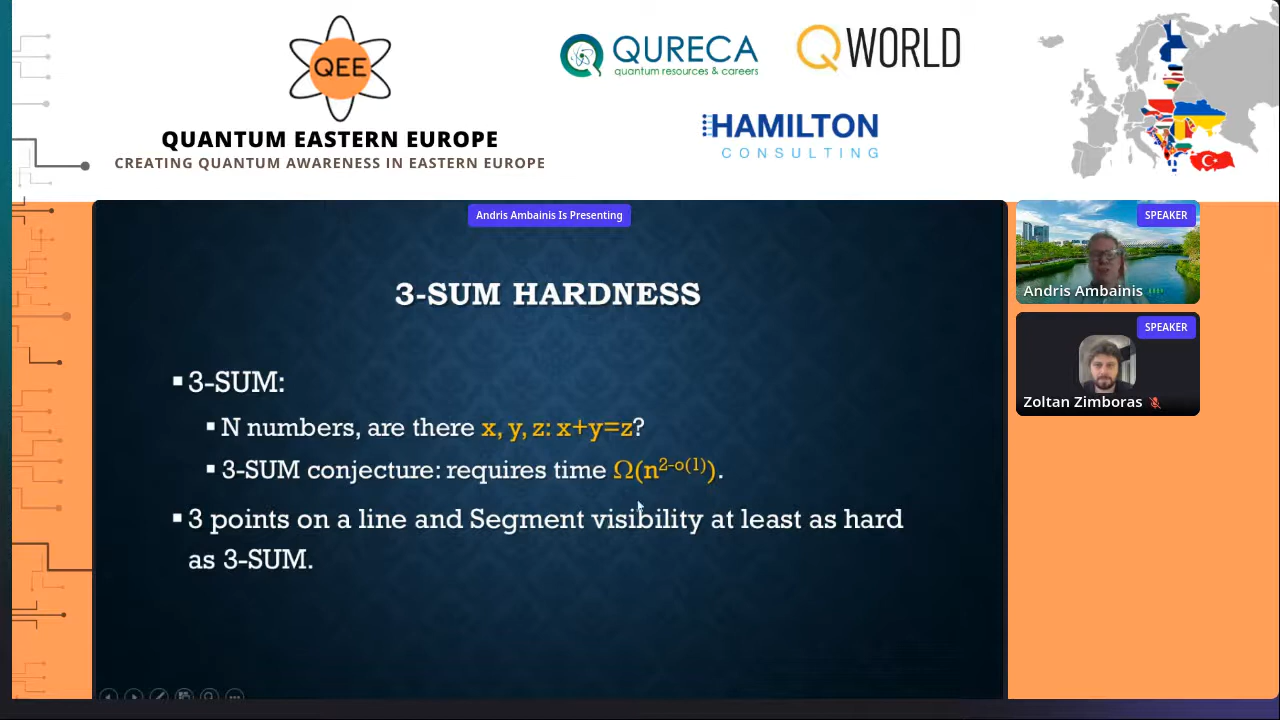 QEE
QUANTUM EASTERN EUROPE
CREATING QUANTUM AWARENESS IN EASTERN EUROPE
QURECA
quantum resources & careers
QWORLD
HAMILTON
CONSULTING
Andris Ambainis Is Presenting
3-SUM HARDNESS
▪ 3-SUM:
▪ N numbers, are there x, y, z: x+y=z?
▪ 3-SUM conjecture: requires time Ω(n^{2-o(1)}).
▪ 3 points on a line and Segment visibility at least as hard
as 3-SUM.
SPEAKER
Andris Ambainis
SPEAKER
Zoltan Zimboras